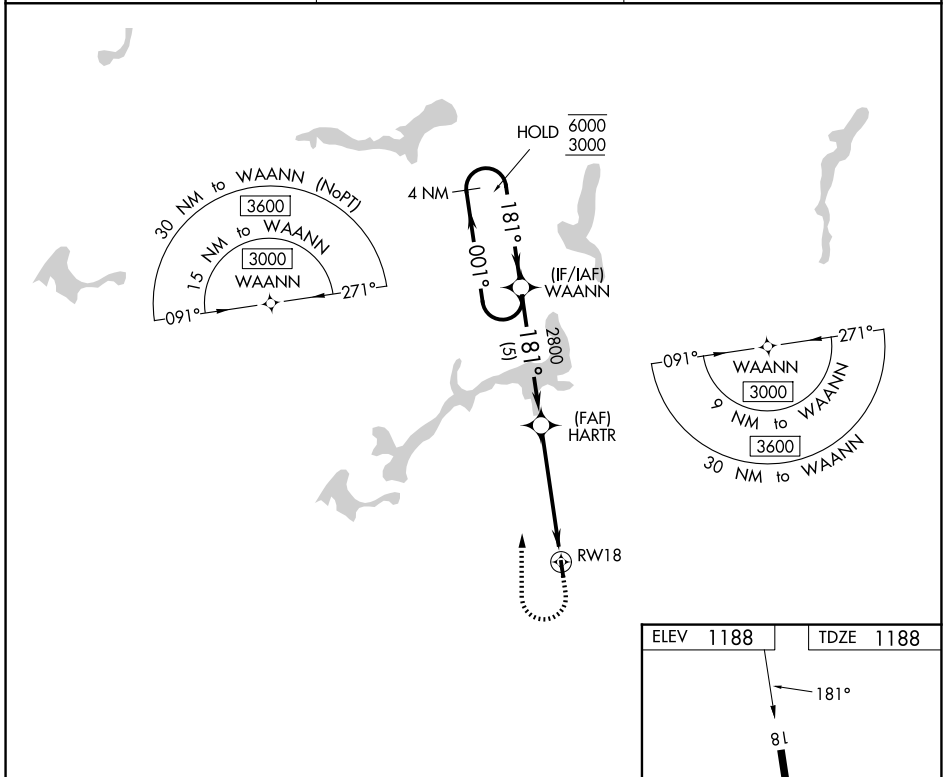 HOLD 6000
3000
4 NM
181°
001°
(IF/IAF)
WAANN
181°
(5)
2800
(FAF)
HARTR
RW18
30 NM to WAANN (NoPT)
3600
15 NM to WAANN
3000
WAANN
091°
271°
091°
271°
WAANN
3000
9 NM to WAANN
3600
30 NM to WAANN
ELEV 1188
TDZE 1188
181°
18